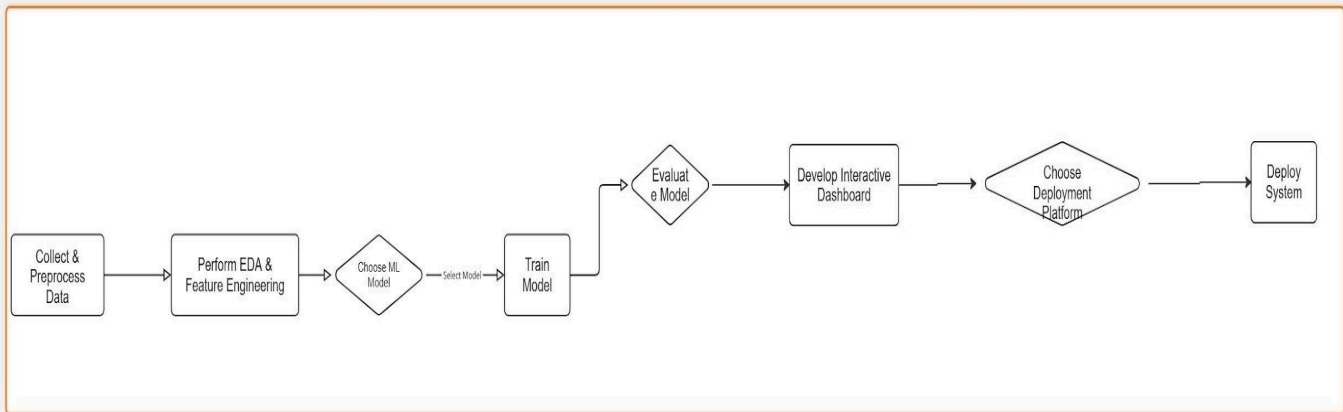 Collect &
Preprocess
Data
Perform EDA &
Feature Engineering
Choose ML
Model
Select Model
Train
Model
Evaluat
e Model
Develop Interactive
Dashboard
Choose
Deployment
Platform
Deploy
System